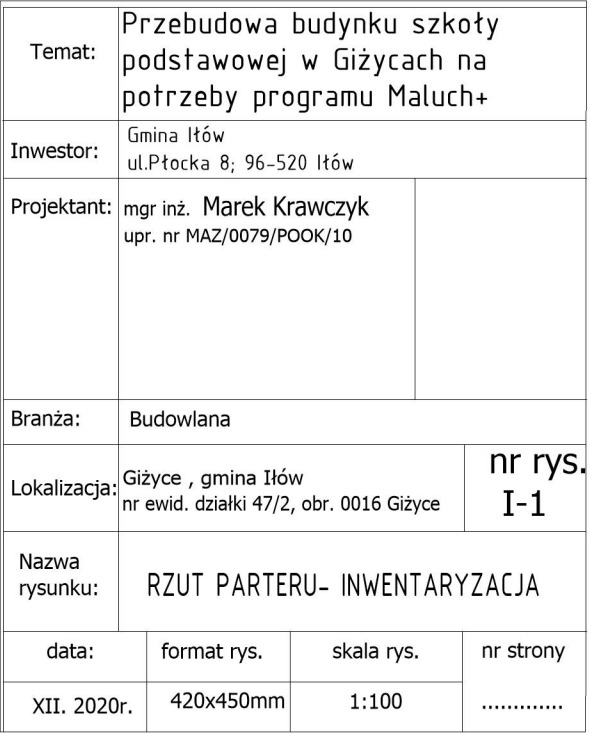 Temat:
Przebudowa budynku szkoły
podstawowej w Giżycach na
potrzeby programu Maluch+
Inwestor:
Gmina Iłów
ul.Płocka 8; 96-520 Iłów
Projektant:
mgr inż. Marek Krawczyk
upr. nr MAZ/0079/POOK/10
Branża:
Budowlana
Lokalizacja:
Giżyce , gmina Iłów
nr ewid. działki 47/2, obr. 0016 Giżyce
nr rys.
I-1
Nazwa
rysunku:
RZUT PARTERU- INWENTARYZACJA
data:
format rys.
skala rys.
nr strony
XII. 2020r.
420x450mm
1:100
.............